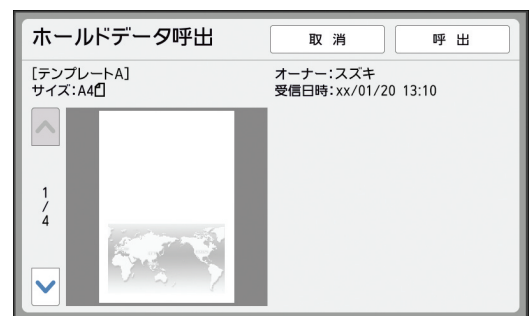 ホールドデータ呼出
取 消
呼 出
[テンプレートA]
サイズ:A4
オーナー:スズキ
受信日時:xx/01/20 13:10
1
/
4